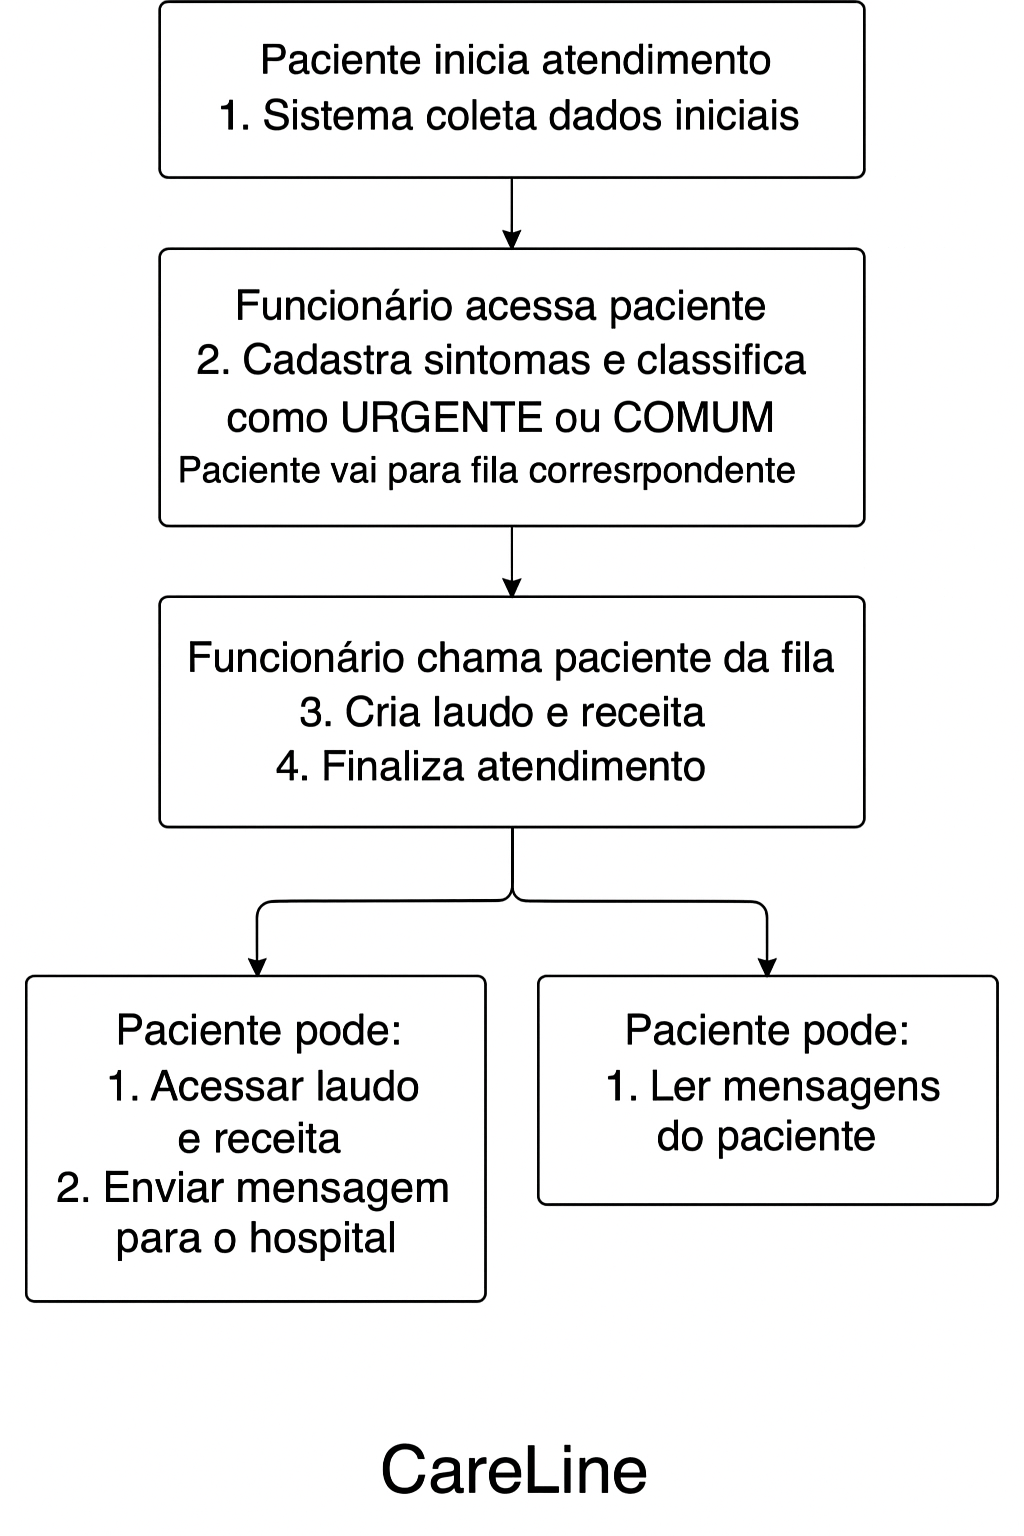 Paciente inicia atendimento
1. Sistema coleta dados iniciais
Funcionário acessa paciente
2. Cadastra sintomas e classifica
como URGENTE ou COMUM
Paciente vai para fila corresrpondente
Funcionário chama paciente da fila
3. Cria laudo e receita
4. Finaliza atendimento
Paciente pode:
1. Acessar laudo
e receita
2. Enviar mensagem
para o hospital
Paciente pode:
1. Ler mensagens
do paciente
CareLine